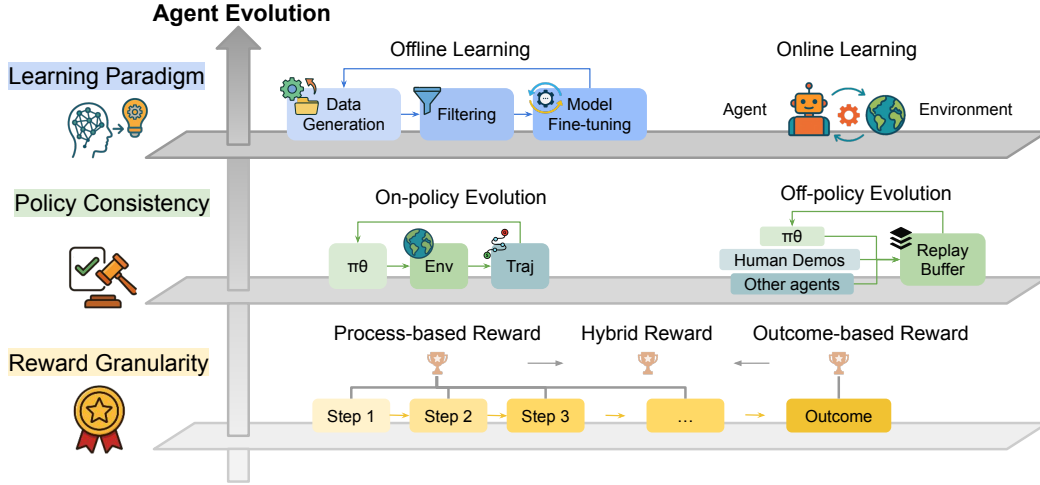 Agent Evolution
Learning Paradigm
Offline Learning
Data
Generation
Filtering
Model
Fine-tuning
Online Learning
Agent
Environment
Policy Consistency
On-policy Evolution
πθ
Env
Traj
Off-policy Evolution
πθ
Human Demos
Other agents
Replay
Buffer
Reward Granularity
Process-based Reward
Hybrid Reward
Outcome-based Reward
Step 1
Step 2
Step 3
...
Outcome